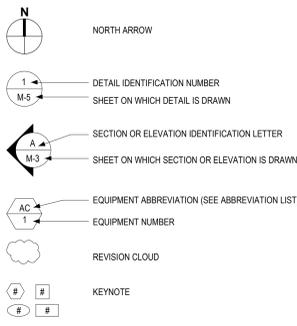 N
NORTH ARROW
1
DETAIL IDENTIFICATION NUMBER
M-5
SHEET ON WHICH DETAIL IS DRAWN
SECTION OR ELEVATION IDENTIFICATION LETTER
A
M-3
SHEET ON WHICH SECTION OR ELEVATION IS DRAWN
EQUIPMENT ABBREVIATION (SEE ABBREVIATION LIST
AC
1
EQUIPMENT NUMBER
REVISION CLOUD
# # KEYNOTE
# #